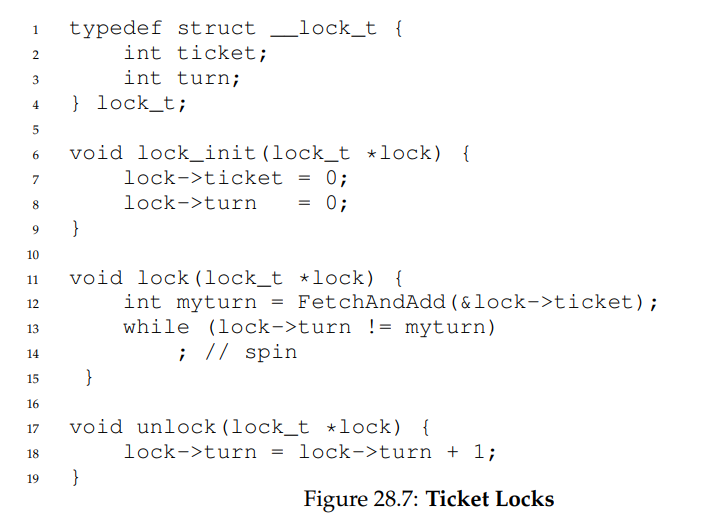 1 typedef struct __lock_t {
2 int ticket;
3 int turn;
4 } lock_t;
5
6 void lock_init(lock_t *lock) {
7 lock->ticket = 0;
8 lock->turn = 0;
9 }
10
11 void lock(lock_t *lock) {
12 int myturn = FetchAndAdd(&lock->ticket);
13 while (lock->turn != myturn)
14 ; // spin
15 }
16
17 void unlock(lock_t *lock) {
18 lock->turn = lock->turn + 1;
19 }
Figure 28.7: Ticket Locks